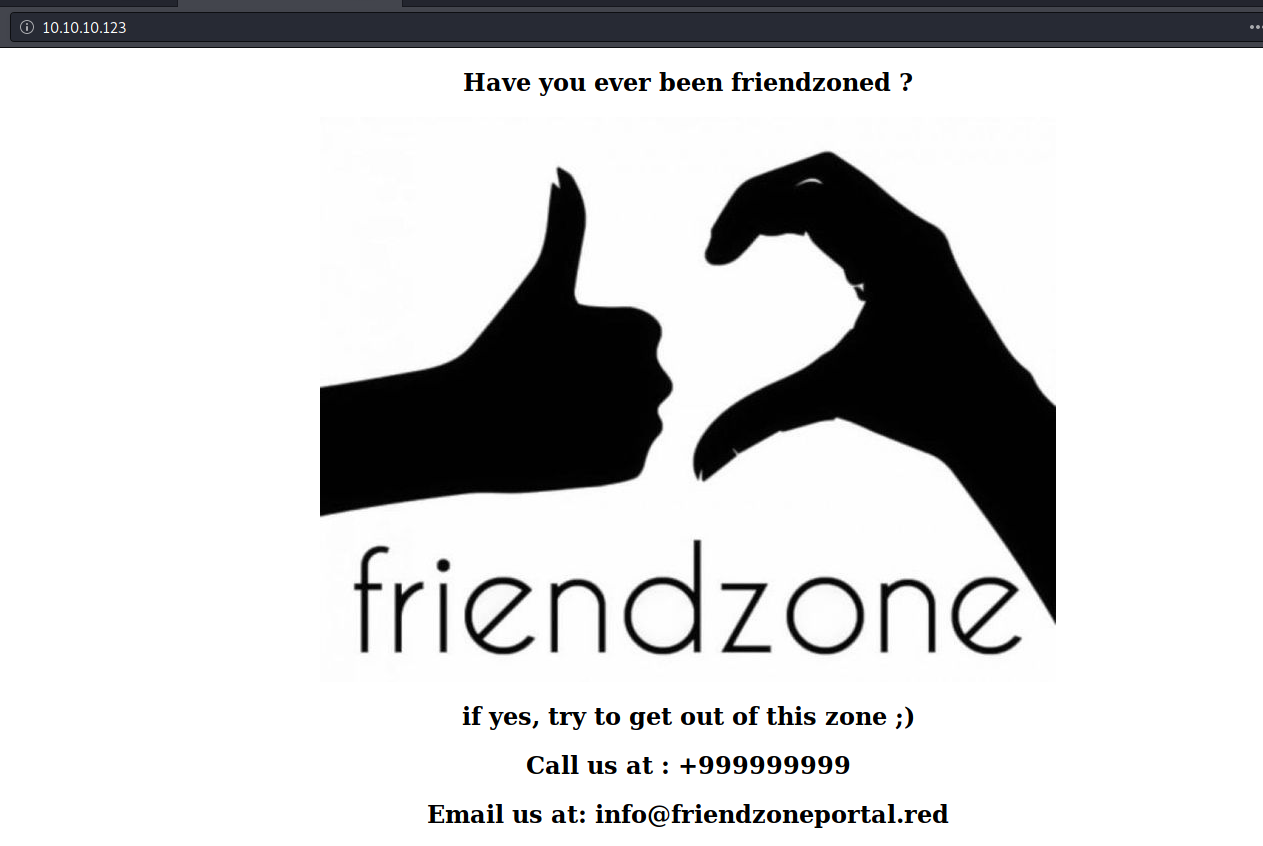 10.10.10.123
Have you ever been friendzoned ?
friendzone
if yes, try to get out of this zone ;)
Call us at : +999999999
Email us at: info@friendzoneportal.red